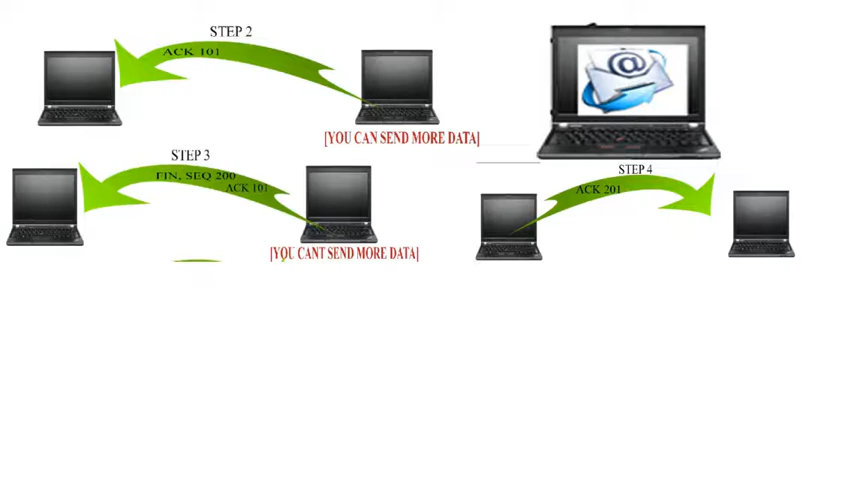 STEP 2
ACK 101
[YOU CAN SEND MORE DATA]
STEP 3
FIN, SEQ 200
ACK 101
[YOU CANT SEND MORE DATA]
@
STEP 4
ACK 201